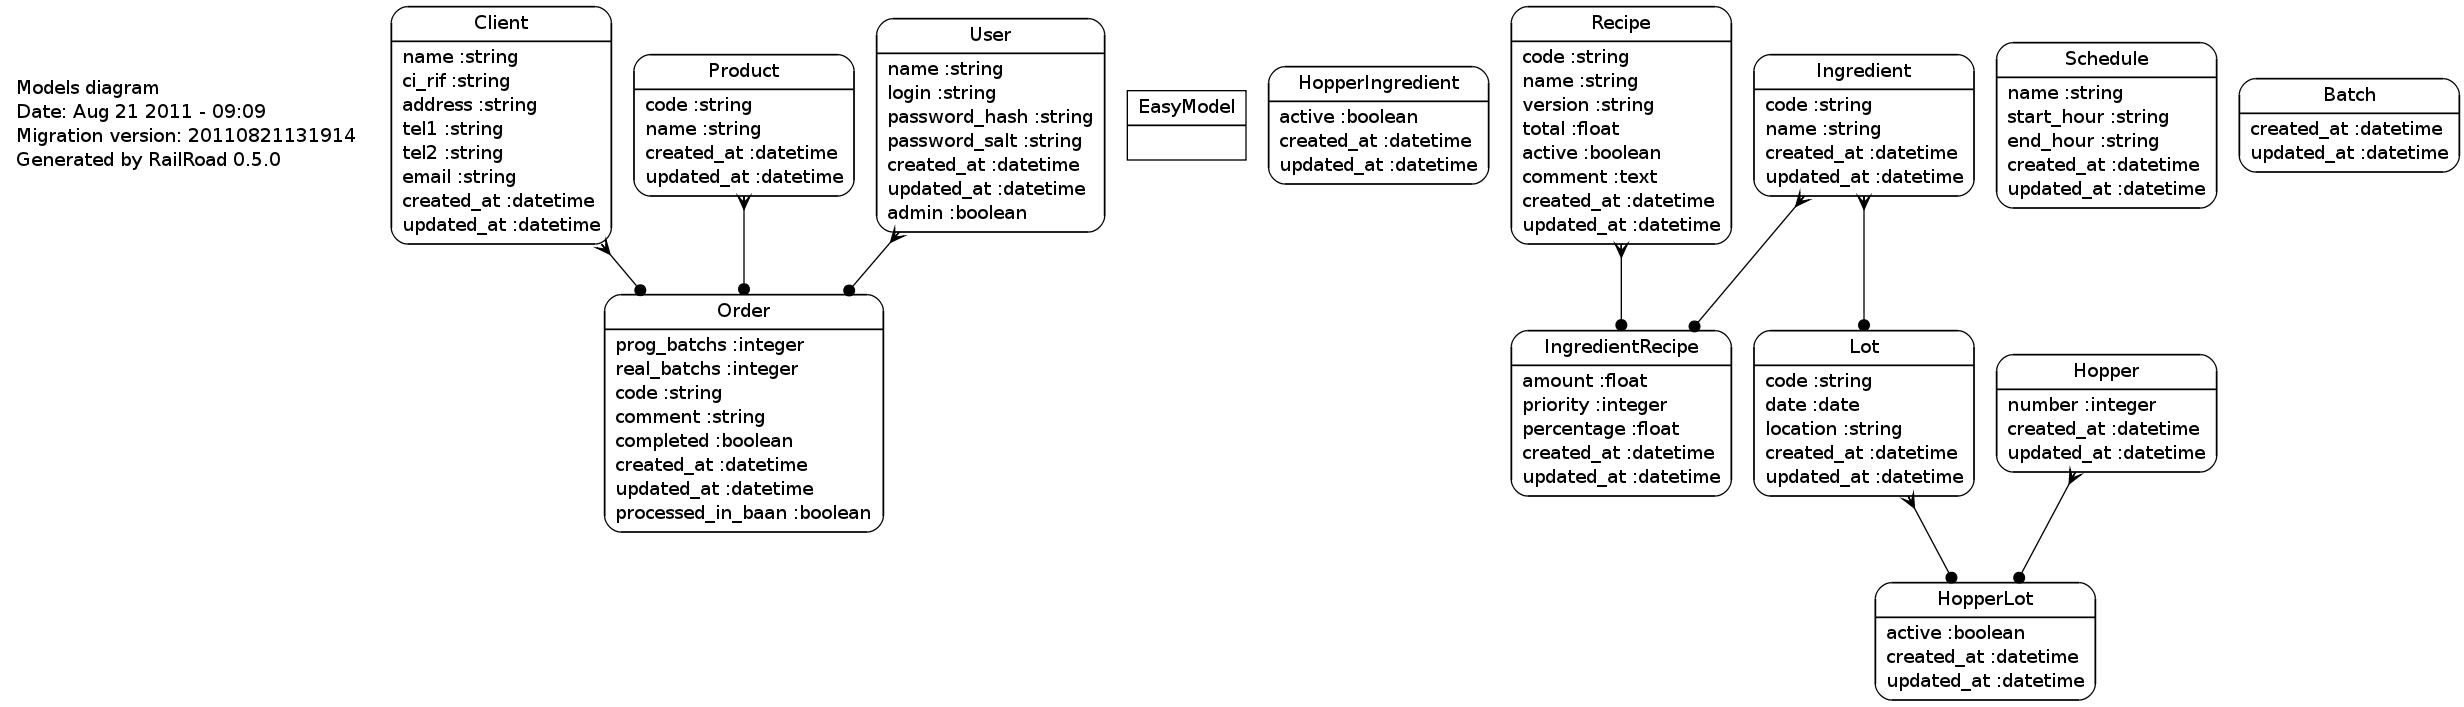 Models diagram
Date: Aug 21 2011 - 09:09
Migration version: 20110821131914
Generated by RailRoad 0.5.0
Client
name :string
ci_rif :string
address :string
tel1 :string
tel2 :string
email :string
created_at :datetime
updated_at :datetime
Product
code :string
name :string
created_at :datetime
updated_at :datetime
User
name :string
login :string
password_hash :string
password_salt :string
created_at :datetime
updated_at :datetime
admin :boolean
EasyModel
HopperIngredient
active :boolean
created_at :datetime
updated_at :datetime
Recipe
code :string
name :string
version :string
total :float
active :boolean
comment :text
created_at :datetime
updated_at :datetime
Ingredient
code :string
name :string
created_at :datetime
updated_at :datetime
Schedule
name :string
start_hour :string
end_hour :string
created_at :datetime
updated_at :datetime
Batch
created_at :datetime
updated_at :datetime
Order
prog_batchs :integer
real_batchs :integer
code :string
comment :string
completed :boolean
created_at :datetime
updated_at :datetime
processed_in_baan :boolean
IngredientRecipe
amount :float
priority :integer
percentage :float
created_at :datetime
updated_at :datetime
Lot
code :string
date :date
location :string
created_at :datetime
updated_at :datetime
Hopper
number :integer
created_at :datetime
updated_at :datetime
HopperLot
active :boolean
created_at :datetime
updated_at :datetime